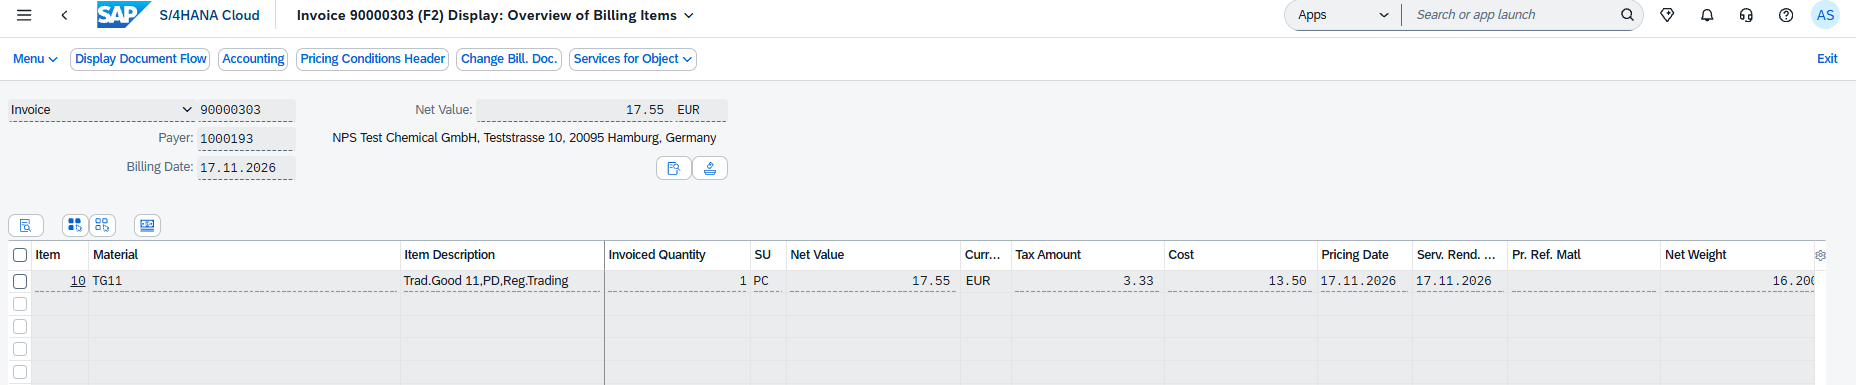 SAP S/4HANA Cloud Invoice 90000303 (F2) Display: Overview of Billing Items Apps Search or app launch AS
Menu Display Document Flow Accounting Pricing Conditions Header Change Bill. Doc. Services for Object Exit
Invoice 90000303 Net Value: 17.55 EUR
Payer: 1000193 NPS Test Chemical GmbH, Teststrasse 10, 20095 Hamburg, Germany
Billing Date: 17.11.2026
Item Material Item Description Invoiced Quantity SU Net Value Curr... Tax Amount Cost Pricing Date Serv. Rend. ... Pr. Ref. Matl Net Weight
10 TG11 Trad.Good 11,PD,Reg.Trading 1 PC 17.55 EUR 3.33 13.50 17.11.2026 17.11.2026 16.200